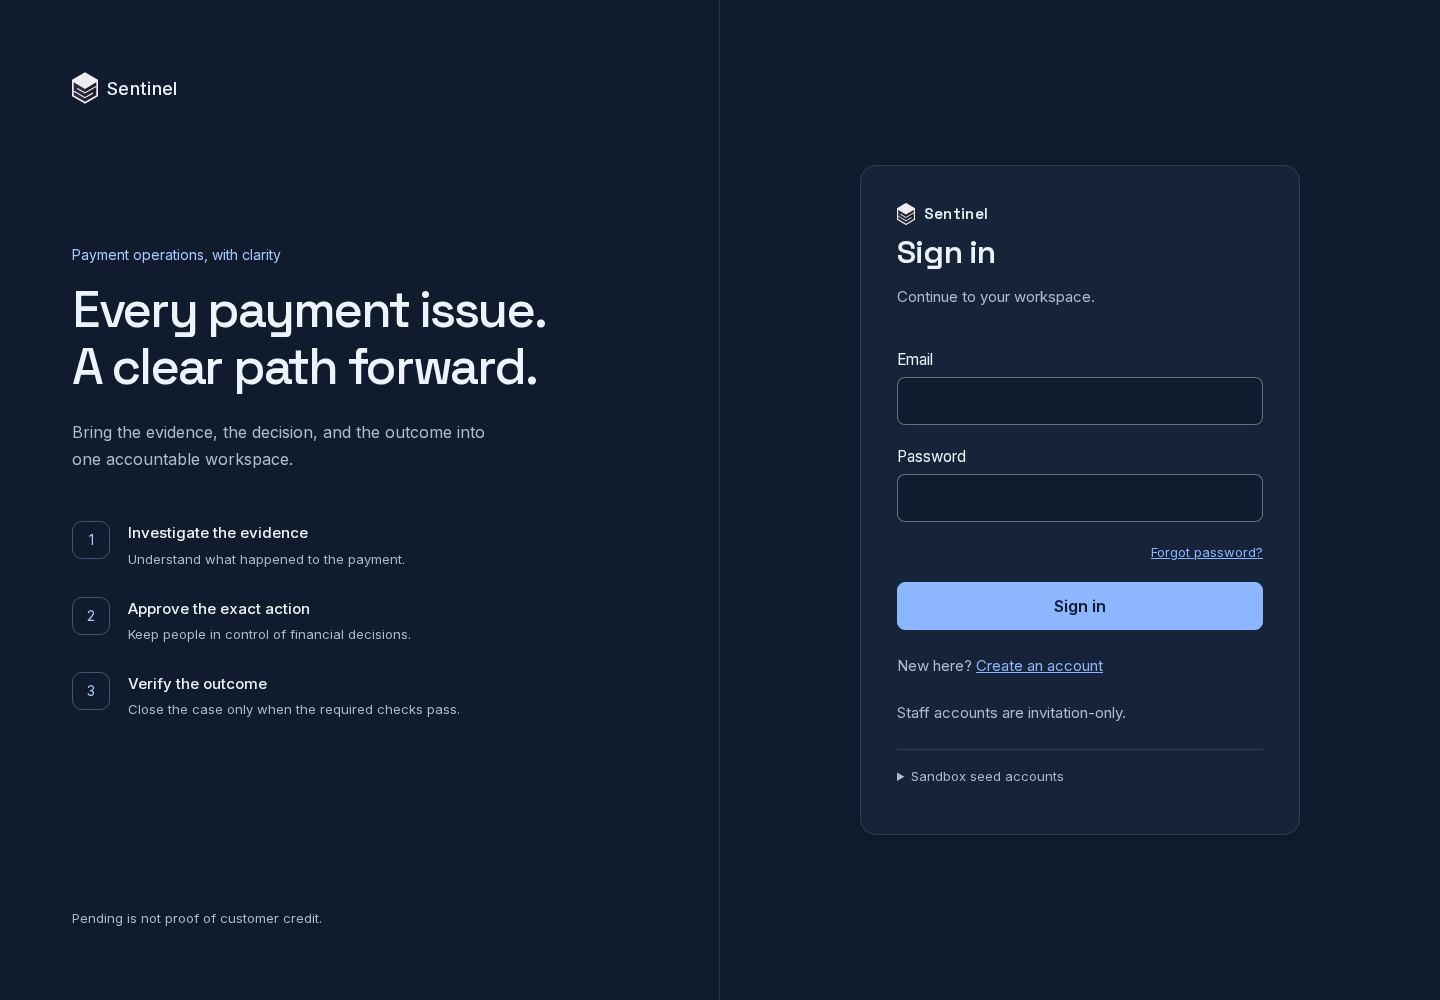 Sentinel
Payment operations, with clarity
Every payment issue.
A clear path forward.
Bring the evidence, the decision, and the outcome into
one accountable workspace.
1
Investigate the evidence
Understand what happened to the payment.
2
Approve the exact action
Keep people in control of financial decisions.
3
Verify the outcome
Close the case only when the required checks pass.
Pending is not proof of customer credit.
Sentinel
Sign in
Continue to your workspace.
Email
Password
Forgot password?
Sign in
New here? Create an account
Staff accounts are invitation-only.
Sandbox seed accounts